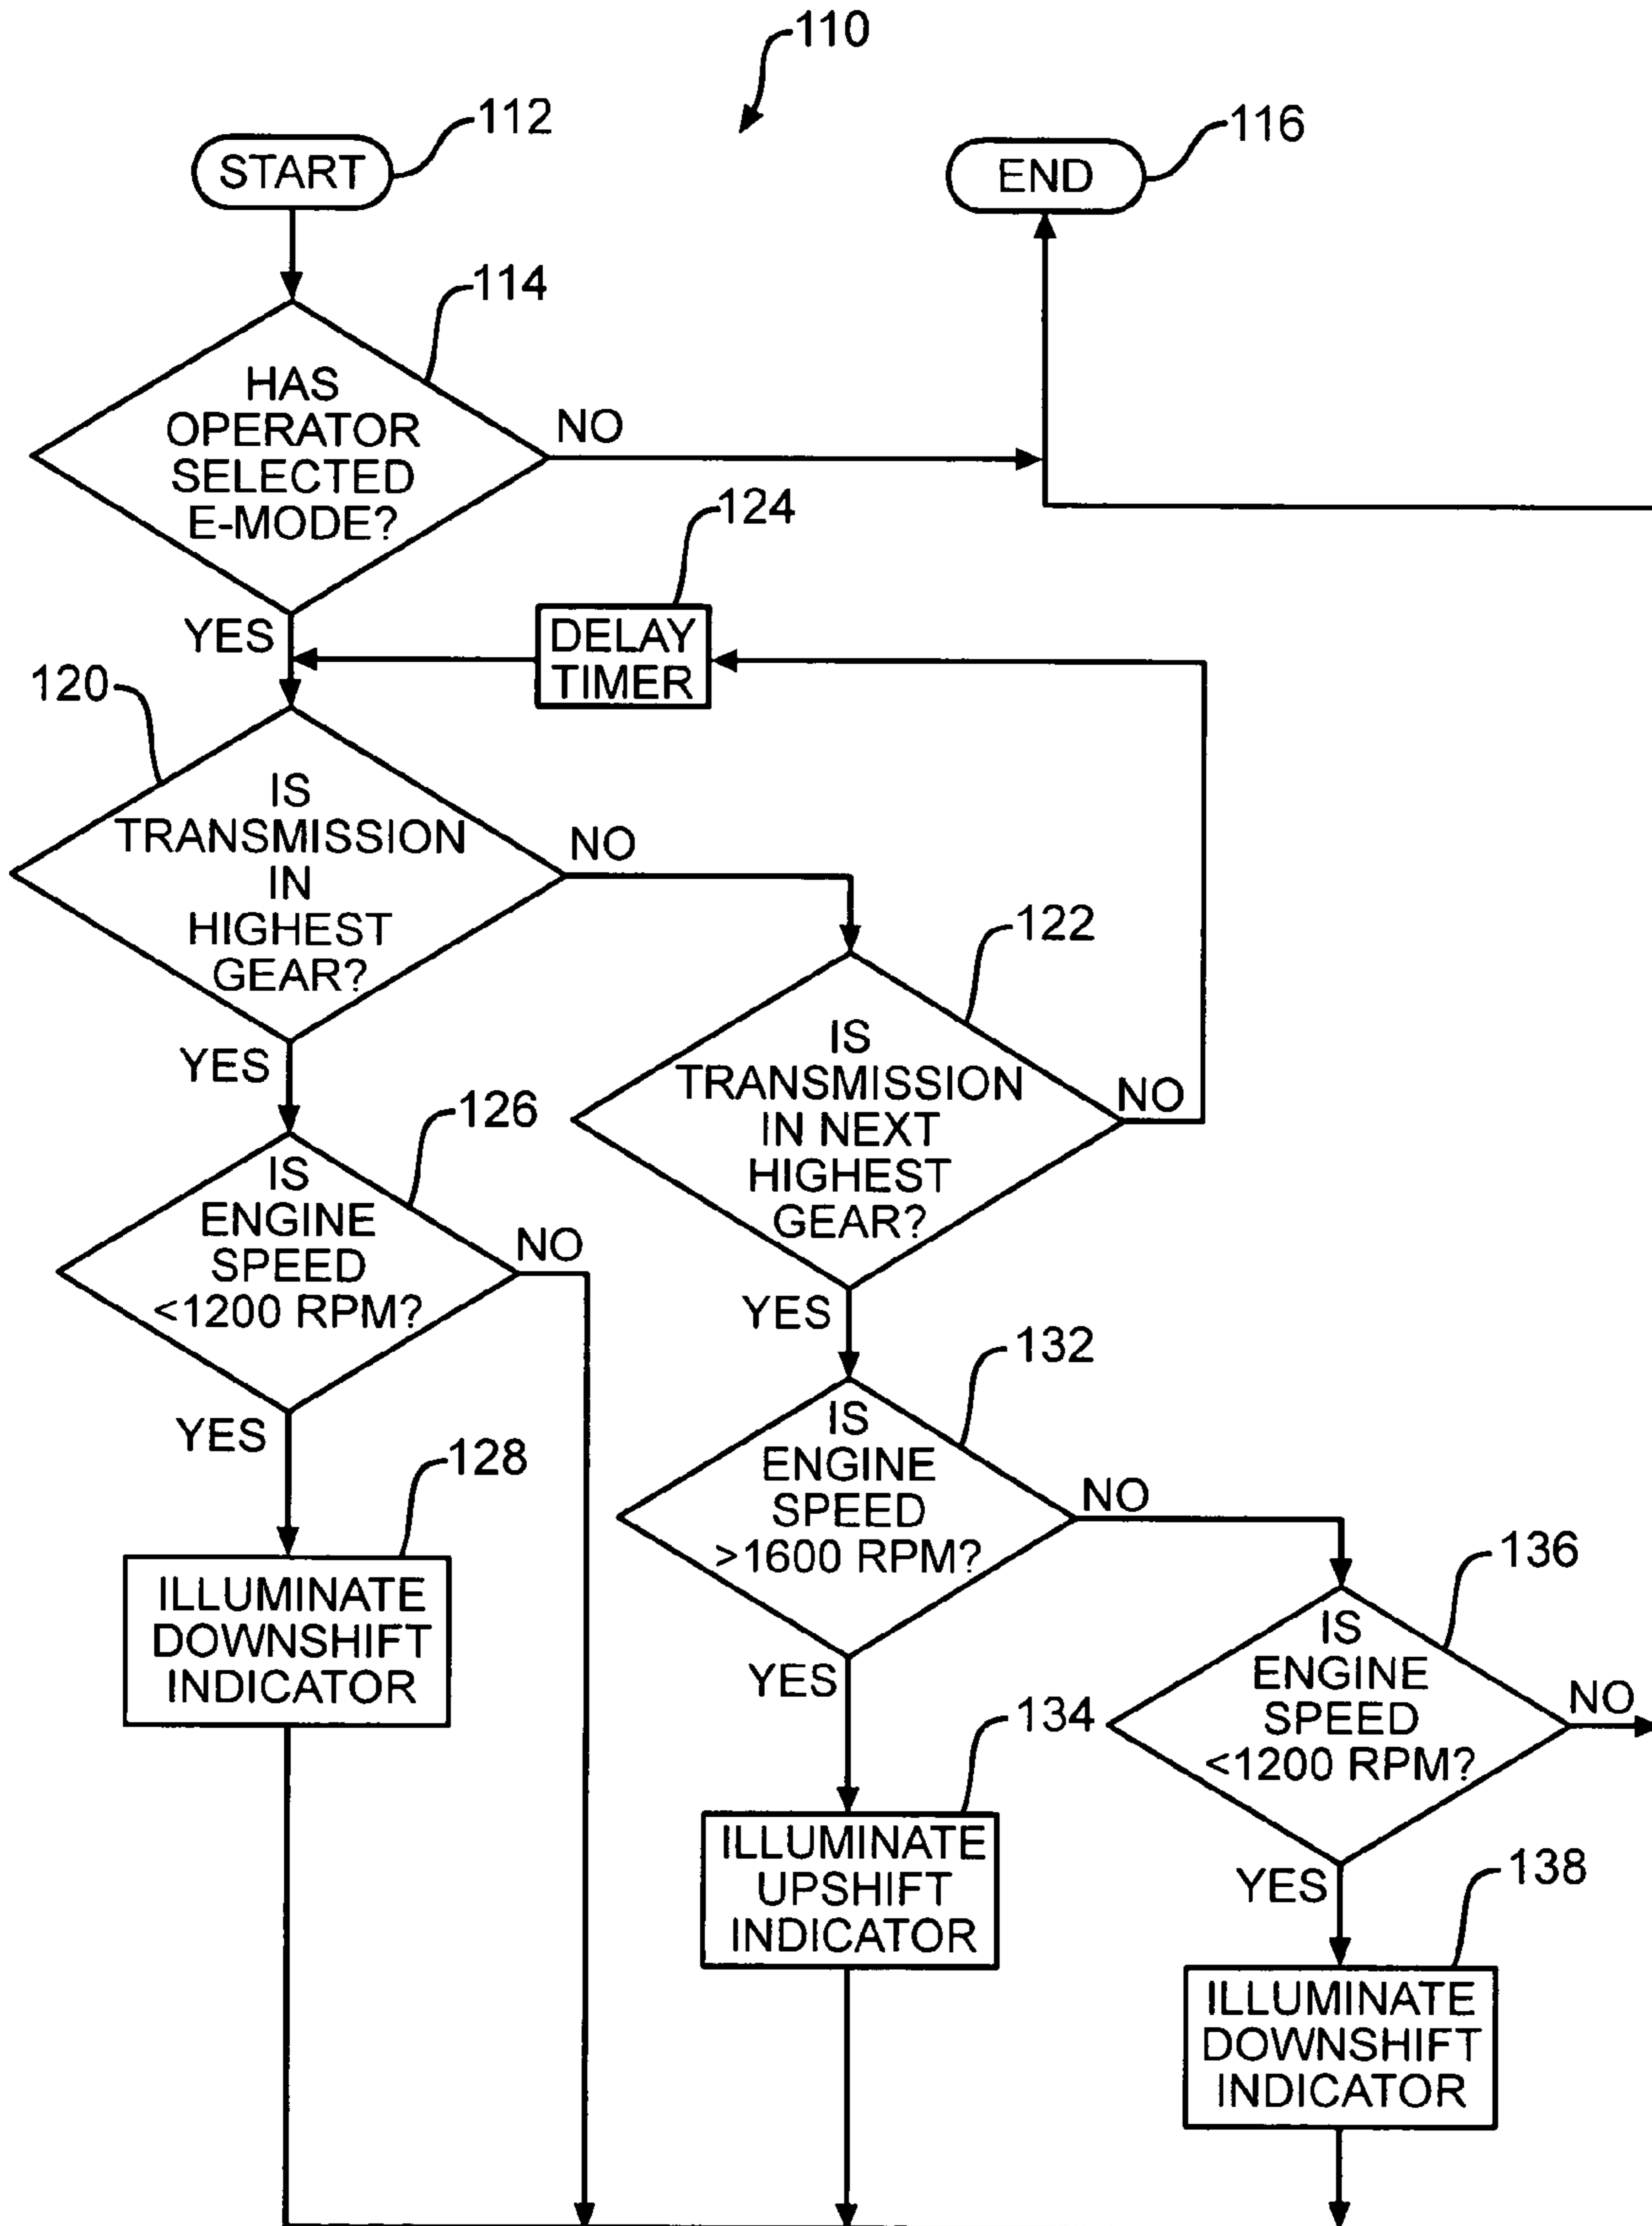 110
112
START
116
END
114
HAS
OPERATOR
SELECTED
E-MODE?
NO
YES
124
DELAY
TIMER
120
IS
TRANSMISSION
IN
HIGHEST
GEAR?
NO
YES
122
IS
TRANSMISSION
IN NEXT
HIGHEST
GEAR?
NO
YES
126
IS
ENGINE
SPEED
<1200 RPM?
NO
YES
128
ILLUMINATE
DOWNSHIFT
INDICATOR
132
IS
ENGINE
SPEED
>1600 RPM?
NO
YES
134
ILLUMINATE
UPSHIFT
INDICATOR
136
IS
ENGINE
SPEED
<1200 RPM?
NO
YES
138
ILLUMINATE
DOWNSHIFT
INDICATOR